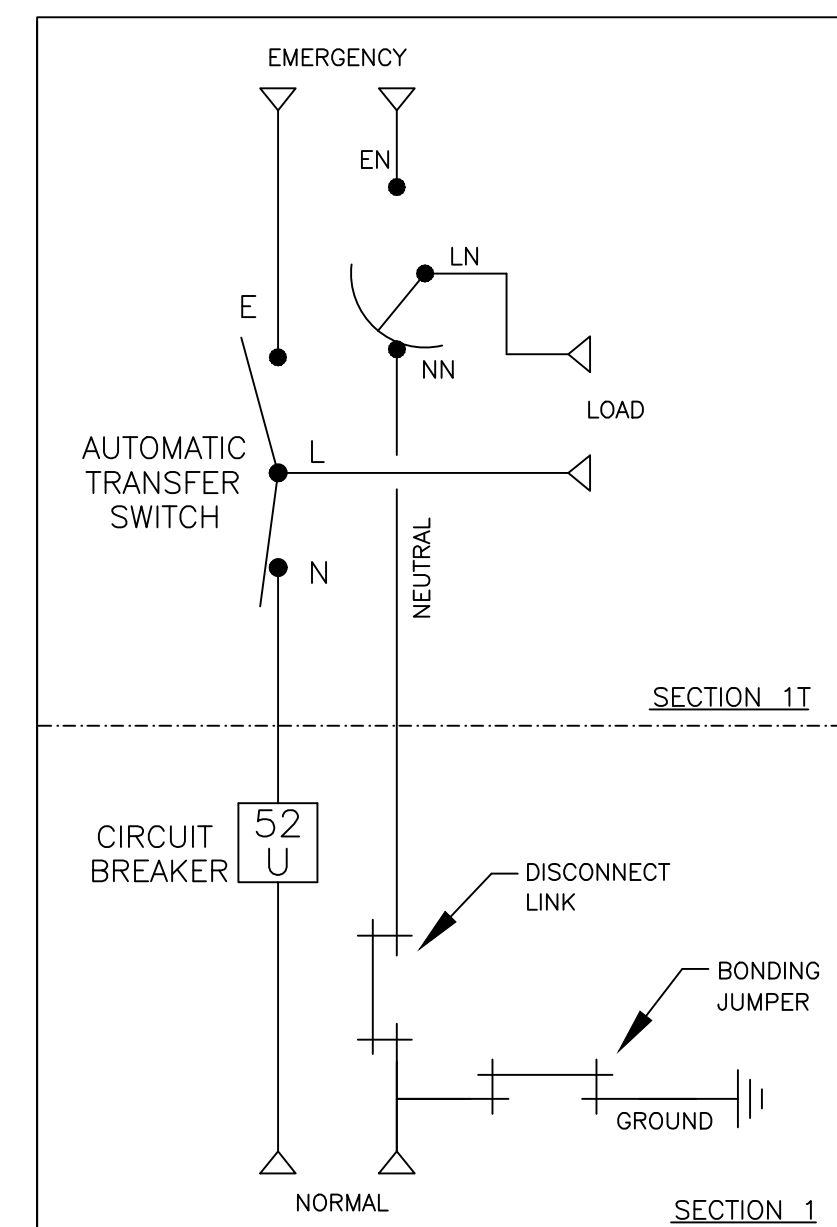 EMERGENCY
EN
LN
E
NN
LOAD
AUTOMATIC
TRANSFER
SWITCH
L
N
NEUTRAL
SECTION 1T
CIRCUIT
BREAKER
52
U
DISCONNECT
LINK
BONDING
JUMPER
GROUND
NORMAL
SECTION 1